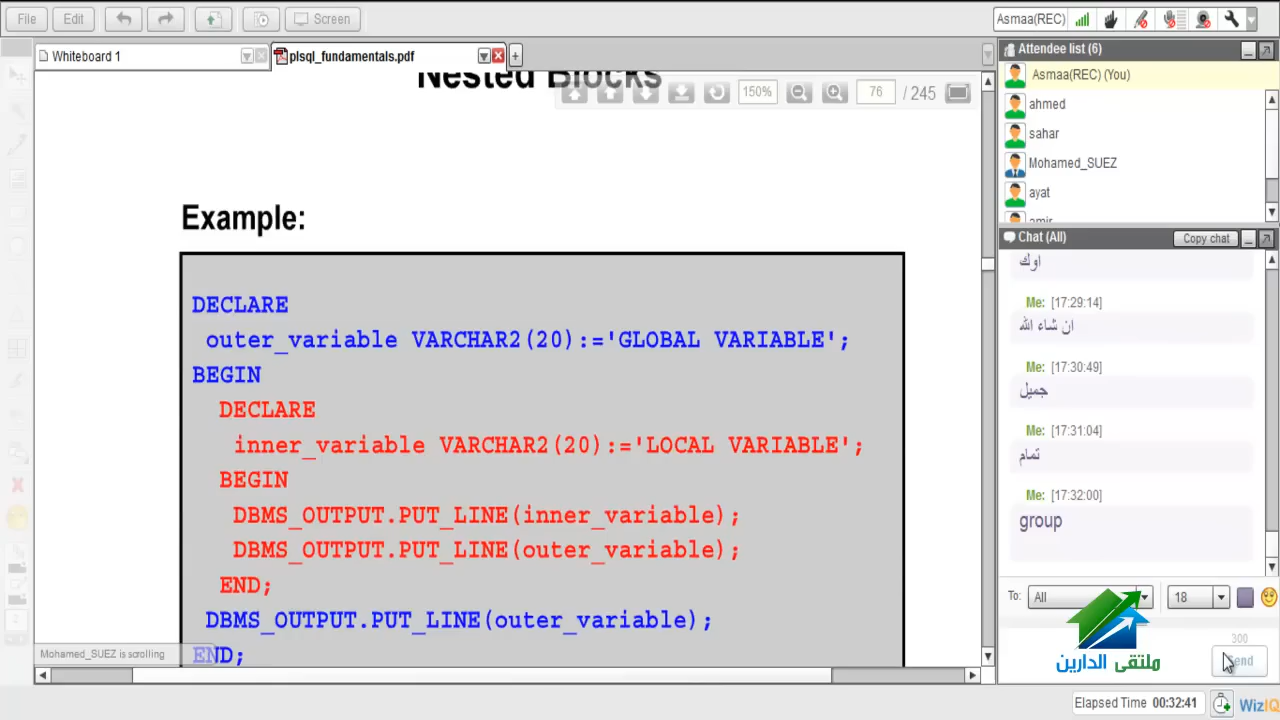 File Edit Screen Asmaa(REC)
Whiteboard 1 plsql_fundamentals.pdf +
Nested Blocks
150% 76 / 245
Example:
DECLARE
outer_variable VARCHAR2(20):='GLOBAL VARIABLE';
BEGIN
DECLARE
inner_variable VARCHAR2(20):='LOCAL VARIABLE';
BEGIN
DBMS_OUTPUT.PUT_LINE(inner_variable);
DBMS_OUTPUT.PUT_LINE(outer_variable);
END;
DBMS_OUTPUT.PUT_LINE(outer_variable);
END;
Mohamed_SUEZ is scrolling
Attendee list (6)
Asmaa(REC) (You)
ahmed
sahar
Mohamed_SUEZ
ayat
amir
Chat (All) Copy chat
اوك
Me: [17:29:14]
ان شاء الله
Me: [17:30:49]
جميل
Me: [17:31:04]
تمام
Me: [17:32:00]
group
To: All 18
300
Send
ملتقى الدارين
Elapsed Time 00:32:41
WizIQ